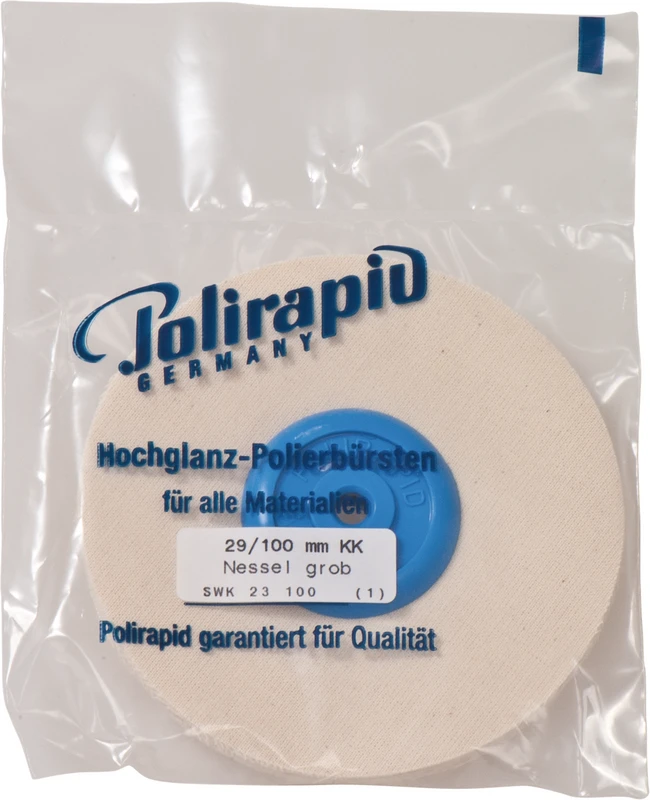 Polirapid
GERMANY
Hochglanz-Polierbürsten
für alle Materialien
29/100 mm KK
Nessel grob
SWK 23 100 (1)
Polirapid garantiert für Qualität